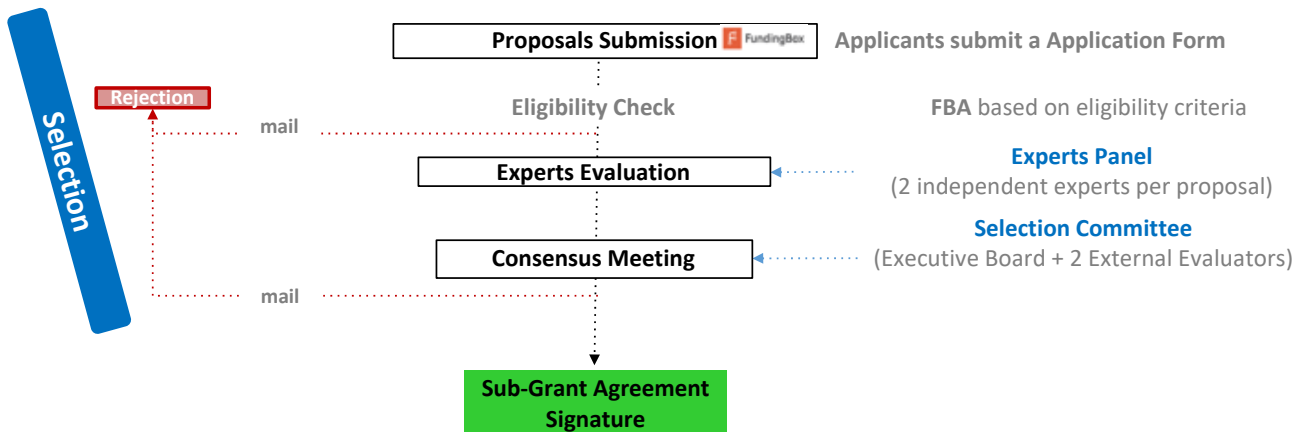 Proposals Submission F FundingBox Applicants submit a Application Form
Rejection Eligibility Check FBA based on eligibility criteria
mail
Selection
Experts Evaluation
Experts Panel
(2 independent experts per proposal)
Consensus Meeting
Selection Committee
(Executive Board + 2 External Evaluators)
mail
Sub-Grant Agreement
Signature